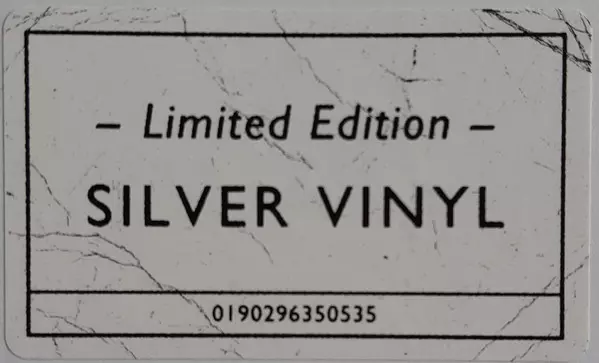 – Limited Edition –
SILVER VINYL
0190296350535